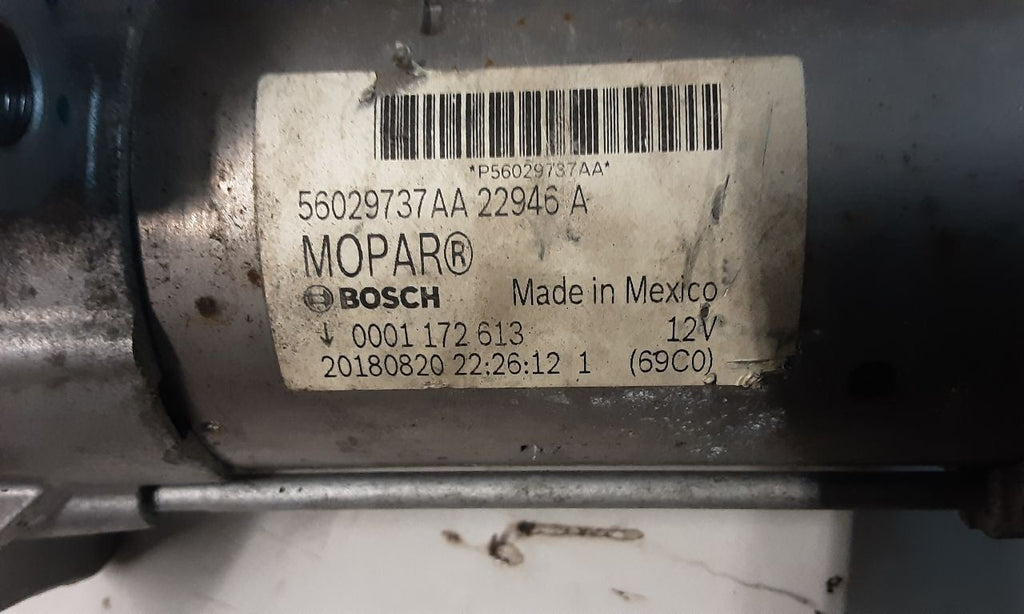 *P56029737AA*
56029737AA 22946 A
MOPAR®
BOSCH Made in Mexico
↓ 0001 172 613 12V
20180820 22:26:12 1 (69C0)